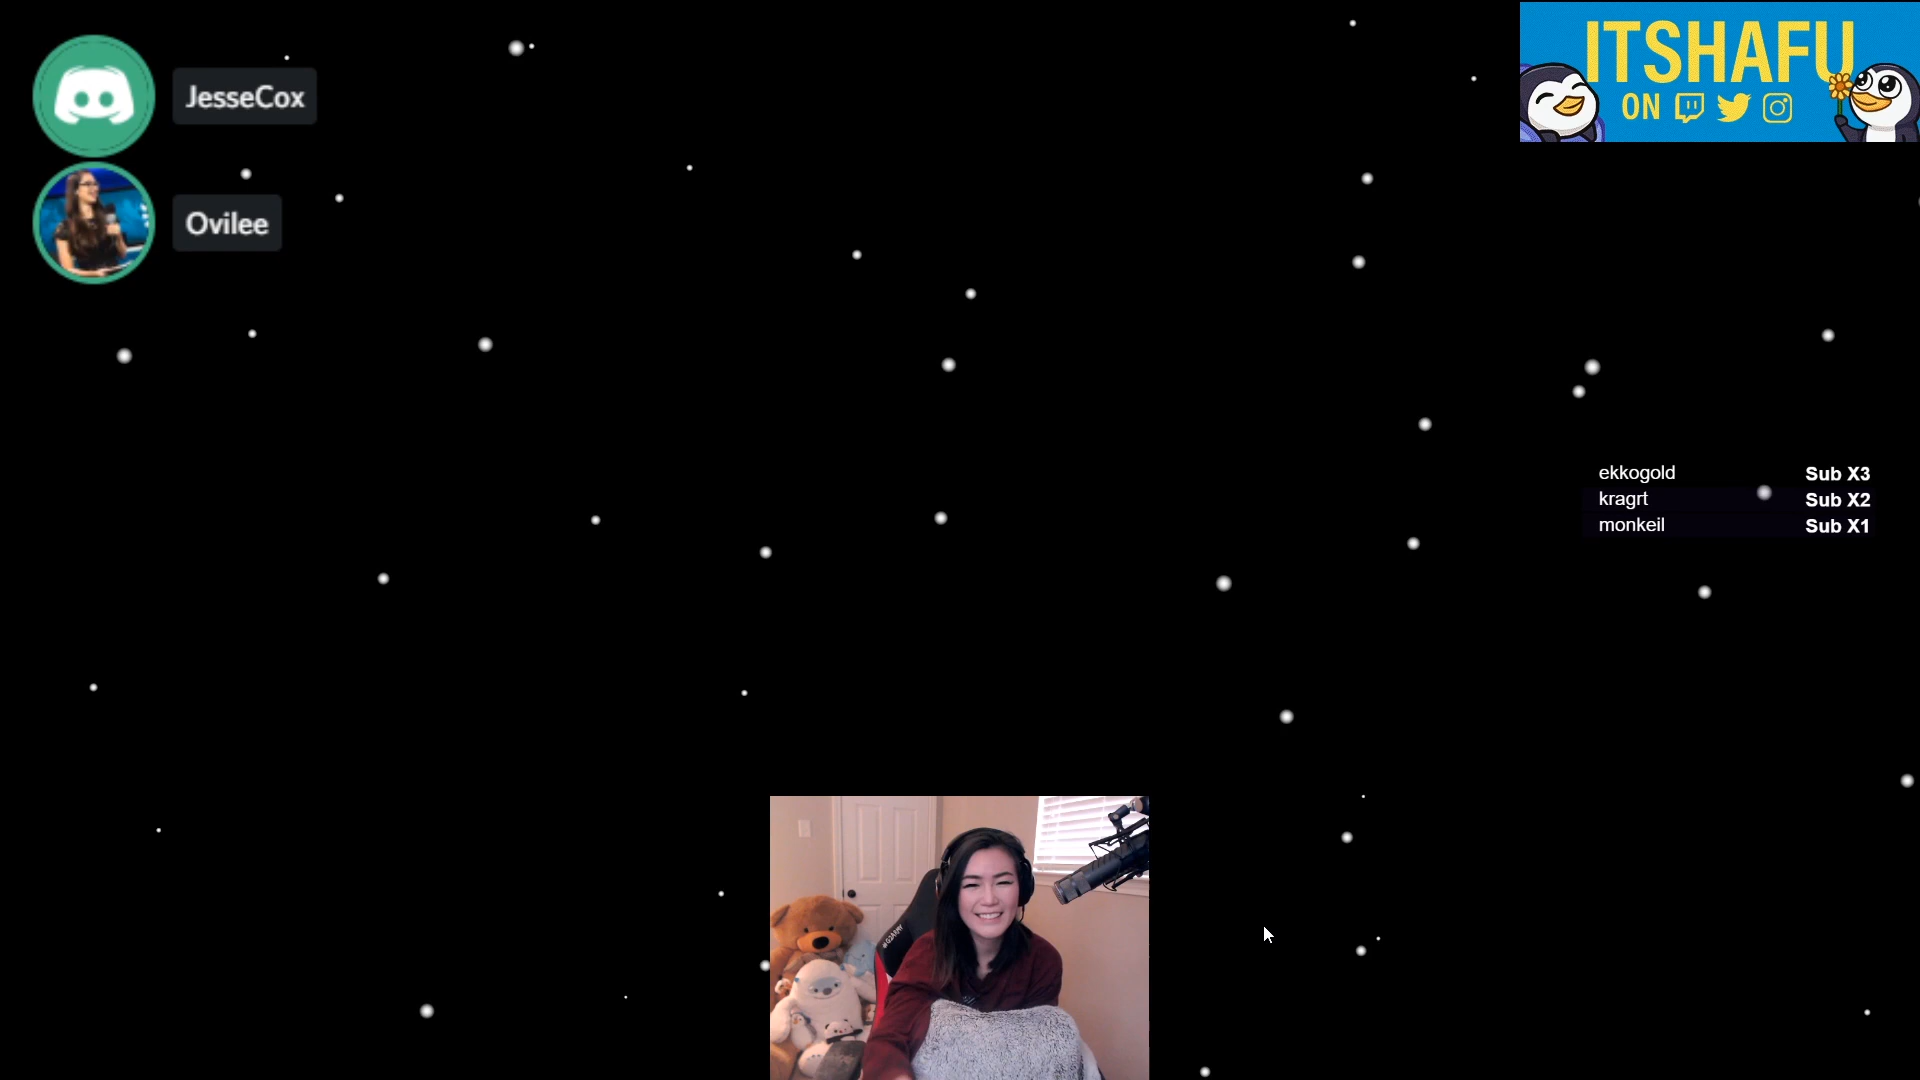 JesseCox
Ovilee
ITSHAFU
ON
ekkogold Sub X3
kragrt Sub X2
monkeil Sub X1